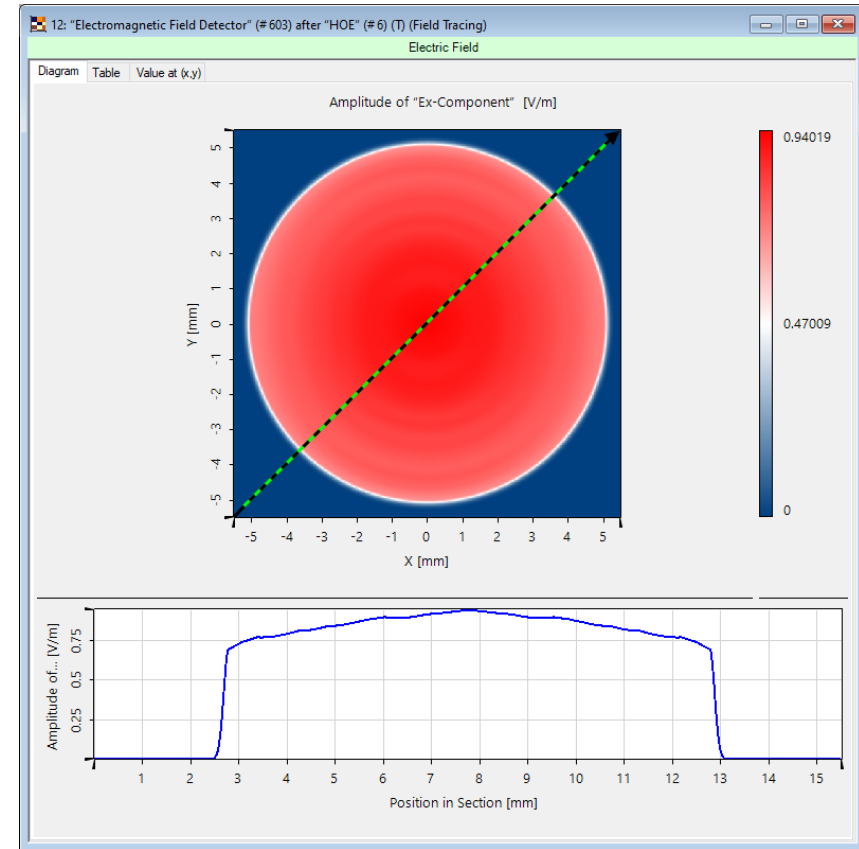 12: "Electromagnetic Field Detector" (# 603) after "HOE" (# 6) (T) (Field Tracing)
Electric Field
Diagram Table Value at (x,y)
Amplitude of "Ex-Component" [V/m]
0.94019
0.47009
0
Y [mm]
5
4
3
2
1
0
-1
-2
-3
-4
-5
-5 -4 -3 -2 -1 0 1 2 3 4 5
X [mm]
Amplitude of... [V/m]
0.75
0.5
0.25
1 2 3 4 5 6 7 8 9 10 11 12 13 14 15
Position in Section [mm]